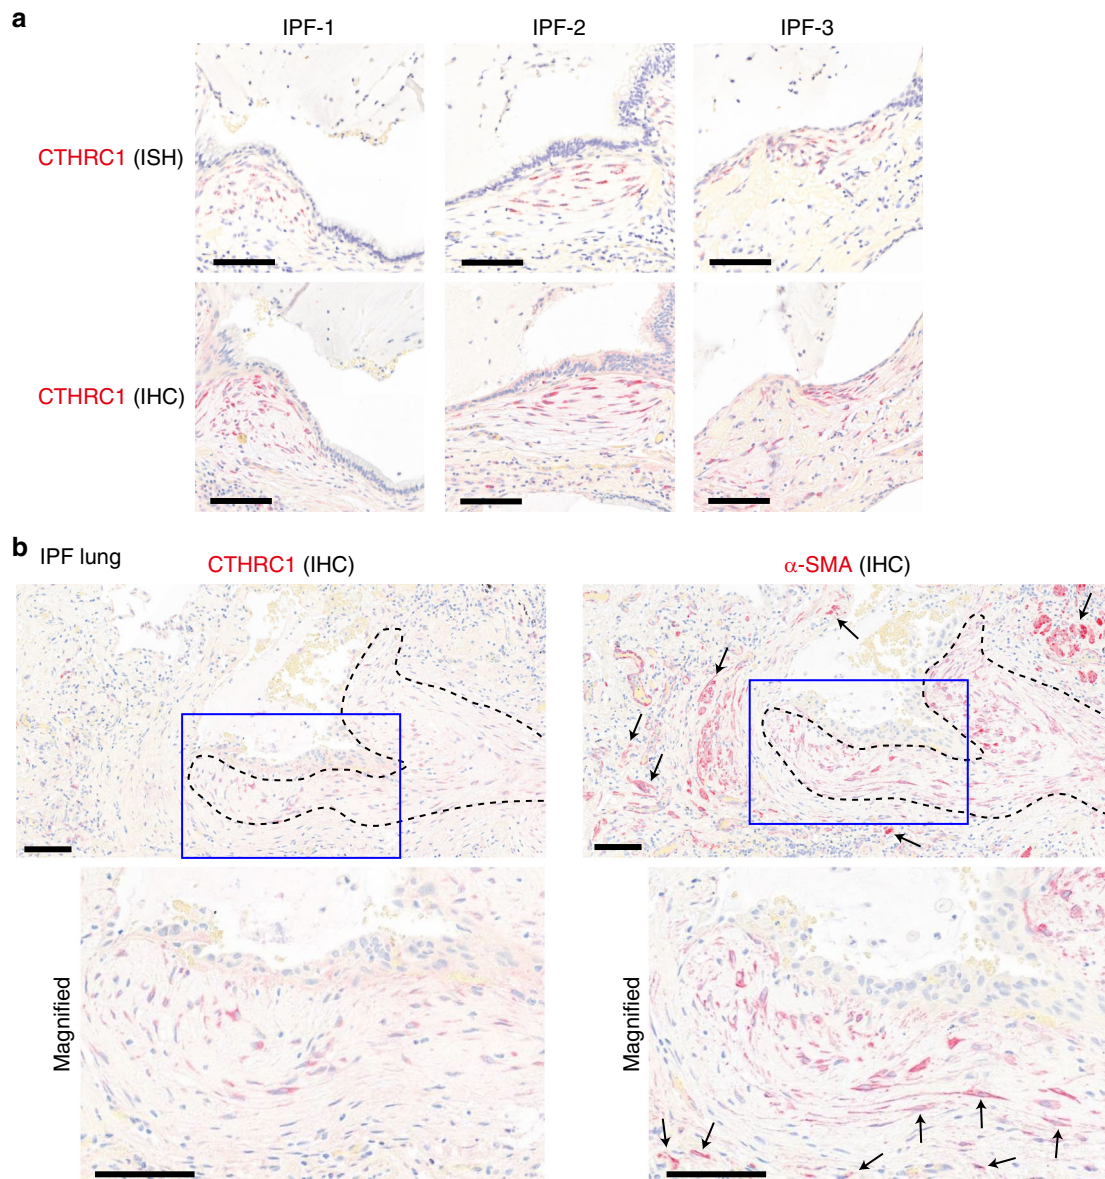 a
IPF-1 IPF-2 IPF-3
CTHRC1 (ISH)
CTHRC1 (IHC)
b
IPF lung
CTHRC1 (IHC)
α-SMA (IHC)
Magnified
Magnified